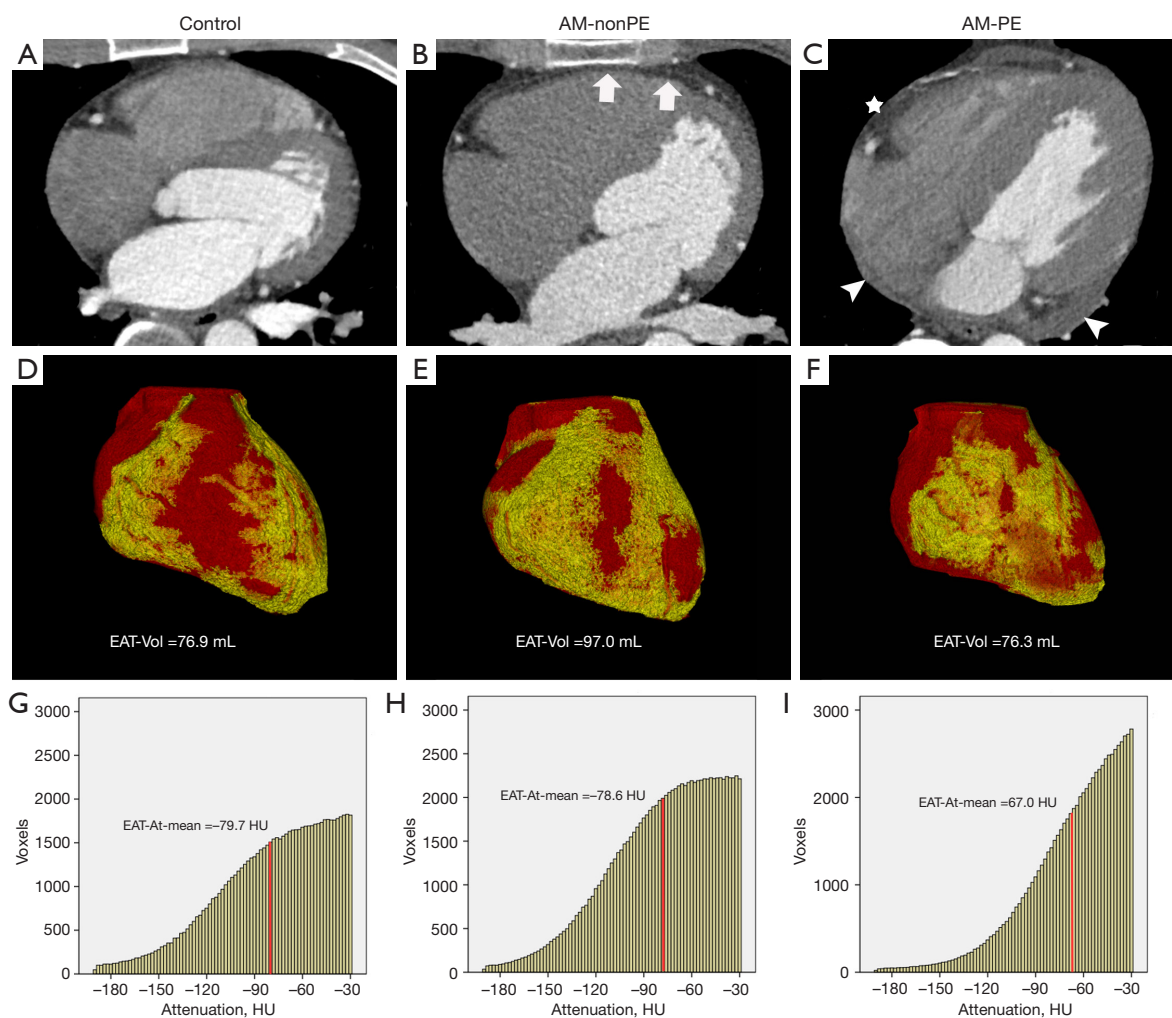 Control
AM-nonPE
AM-PE
A
B
C
D
E
F
EAT-Vol =76.9 mL
EAT-Vol =97.0 mL
EAT-Vol =76.3 mL
G
H
I
3000
2500
2000
1500
1000
500
0
Voxels
EAT-At-mean =–79.7 HU
–180
–150
–120
–90
–60
–30
Attenuation, HU
3000
2500
2000
1500
1000
500
0
Voxels
EAT-At-mean =–78.6 HU
–180
–150
–120
–90
–60
–30
Attenuation, HU
3000
2000
1000
0
Voxels
EAT-At-mean =67.0 HU
–180
–150
–120
–90
–60
–30
Attenuation, HU